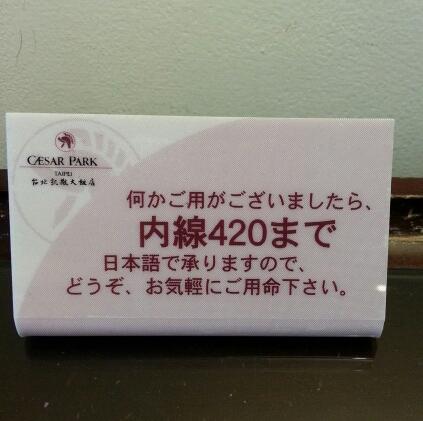 CÆSAR PARK
TAIPEI
台北凱撒大飯店
何かご用がございましたら、
内線420まで
日本語で承りますので、
どうぞ、お気軽にご用命下さい。